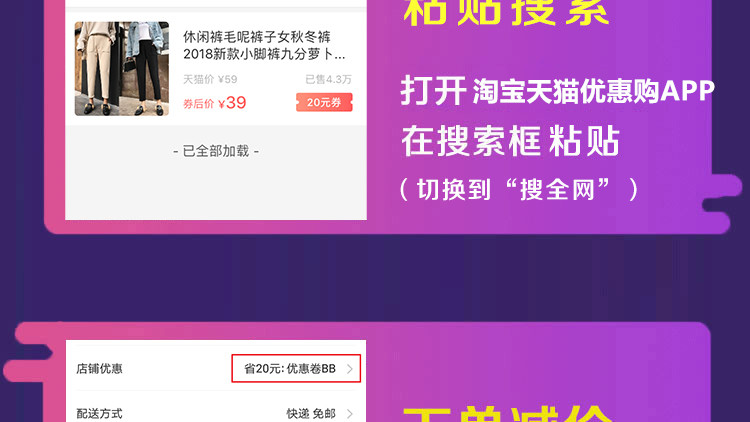 粘贴搜索
休闲裤毛呢裤子女秋冬裤
2018新款小脚裤九分萝卜...
天猫价 ¥59
已售4.3万
券后价 ¥39
20元券
- 已全部加载 -
打开 淘宝天猫优惠购APP
在搜索框 粘贴
（切换到“搜全网”）
店铺优惠
省20元: 优惠卷BB
配送方式
快递 免邮
下单减价